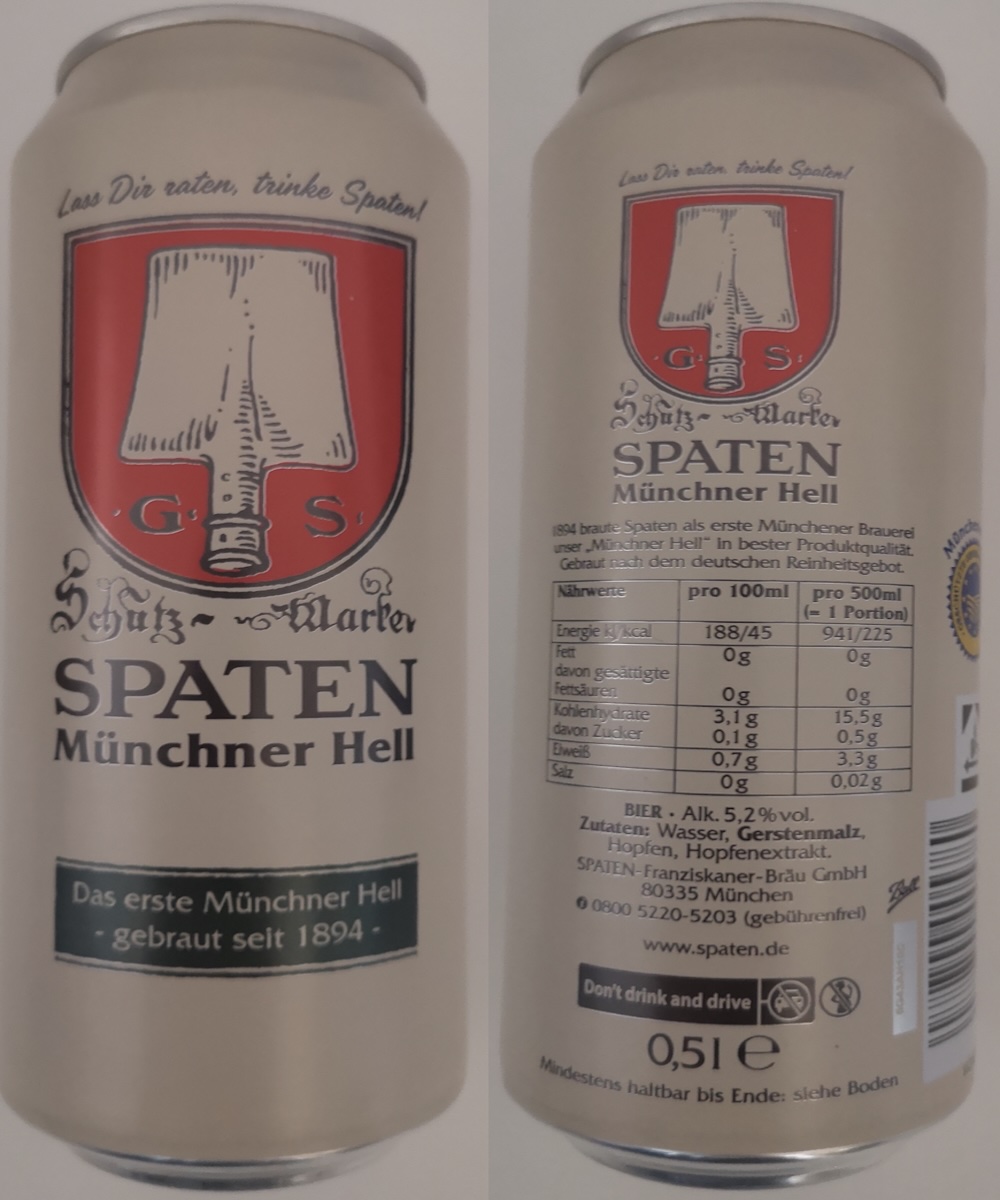 Lass Dir raten, trinke Spaten!
G S
Schutz- Marke
SPATEN
Münchner Hell
Das erste Münchner Hell
- gebraut seit 1894 -
Lass Dir raten, trinke Spaten!
G S
Schutz- Marke
SPATEN
Münchner Hell
1894 braute Spaten als erste Münchener Brauerei
unser „Münchner Hell“ in bester Produktqualität.
Gebraut nach dem deutschen Reinheitsgebot.
Nährwerte pro 100ml pro 500ml
(= 1 Portion)
Energie kJ/kcal 188/45 941/225
Fett 0g 0g
davon gesättigte
Fettsäuren 0g 0g
Kohlenhydrate 3,1g 15,5g
davon Zucker 0,1g 0,5g
Eiweiß 0,7g 3,3g
Salz 0g 0,02g
BIER · Alk. 5,2%vol.
Zutaten: Wasser, Gerstenmalz,
Hopfen, Hopfenextrakt.
SPATEN-Franziskaner-Bräu GmbH
80335 München
0800 5220-5203 (gebührenfrei)
www.spaten.de
Don't drink and drive
0,5l e
Mindestens haltbar bis Ende: siehe Boden
Ball